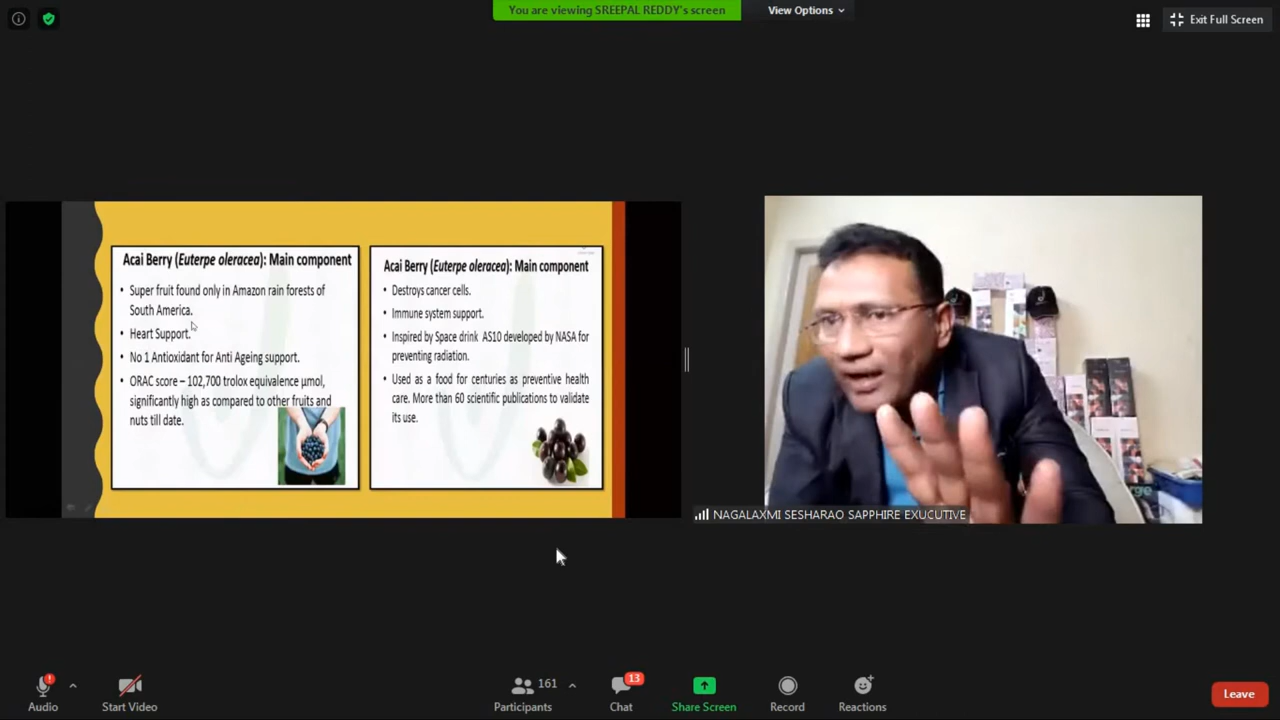 You are viewing SREEPAL REDDY's screen
View Options
Exit Full Screen
Acai Berry (Euterpe oleracea): Main component
• Super fruit found only in Amazon rain forests of
South America.
• Heart Support.
• No 1 Antioxidant for Anti Ageing support.
• ORAC score – 102,700 trolox equivalence µmol,
significantly high as compared to other fruits and
nuts till date.
Acai Berry (Euterpe oleracea): Main component
• Destroys cancer cells.
• Immune system support.
• Inspired by Space drink AS10 developed by NASA for
preventing radiation.
• Used as a food for centuries as preventive health
care. More than 60 scientific publications to validate
its use.
NAGALAXMI SESHARAO SAPPHIRE EXUCUTIVE
Audio
Start Video
161
Participants
13
Chat
Share Screen
Record
Reactions
Leave